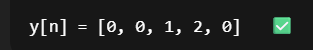 y[n] = [0, 0, 1, 2, 0] ✅